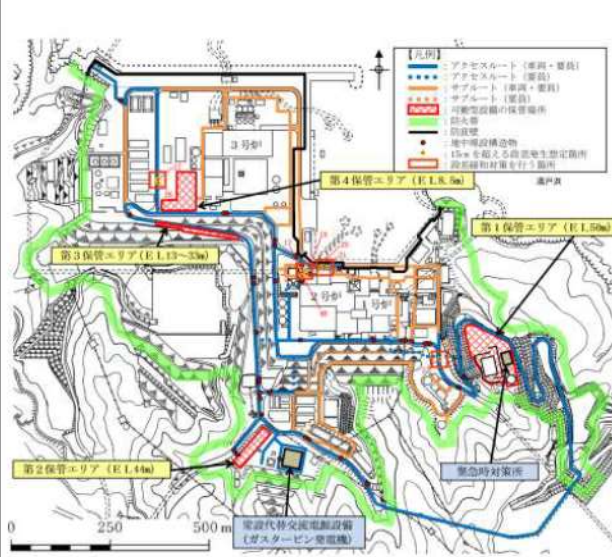 【凡例】
：アクセスルート（車両・要員）
：アクセスルート（要員）
：サブルート（車両・要員）
：サブルート（要員）
：可搬型設備の保管場所
：防火帯
：防波壁
：地中埋設構造物
：15cmを超える段差発生想定箇所
：段差緩和対策を行う箇所
3号炉
第4保管エリア（EL8.5m）
第1保管エリア（EL50m）
第3保管エリア（EL13～33m）
2号炉
1号炉
第2保管エリア（EL44m）
緊急時対策所
常設代替交流電源設備
（ガスタービン発電機）
0
250
500 m